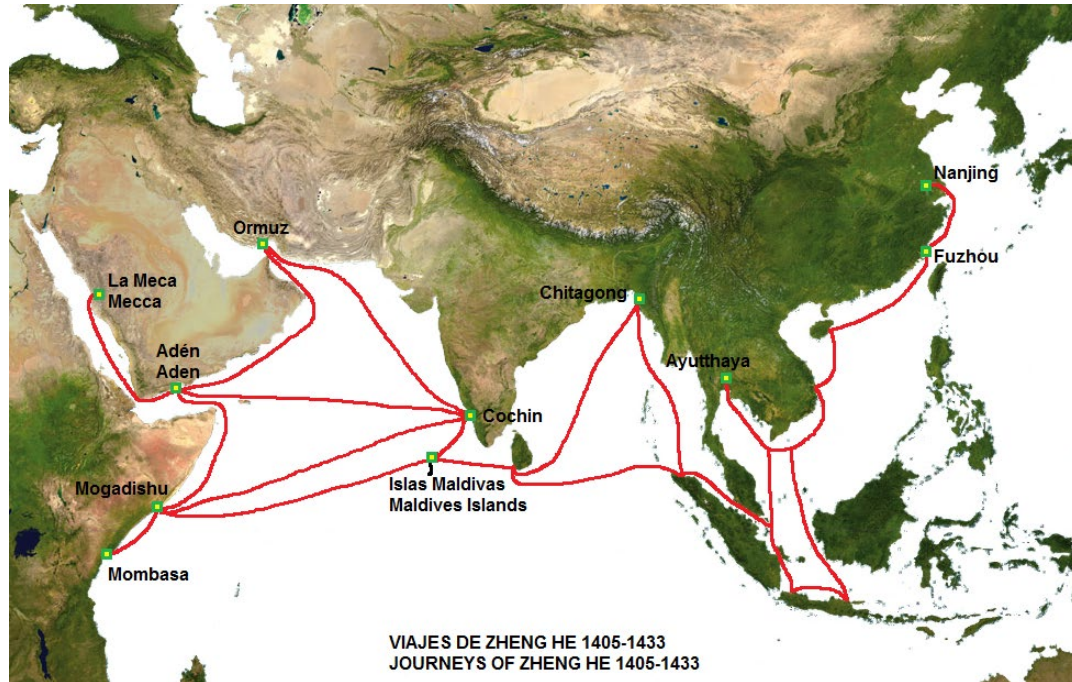 Nanjing
Ormuz
Fuzhou
La Meca
Mecca
Chitagong
Adén
Aden
Ayutthaya
Cochin
Islas Maldivas
Maldives Islands
Mogadishu
Mombasa
VIAJES DE ZHENG HE 1405-1433
JOURNEYS OF ZHENG HE 1405-1433